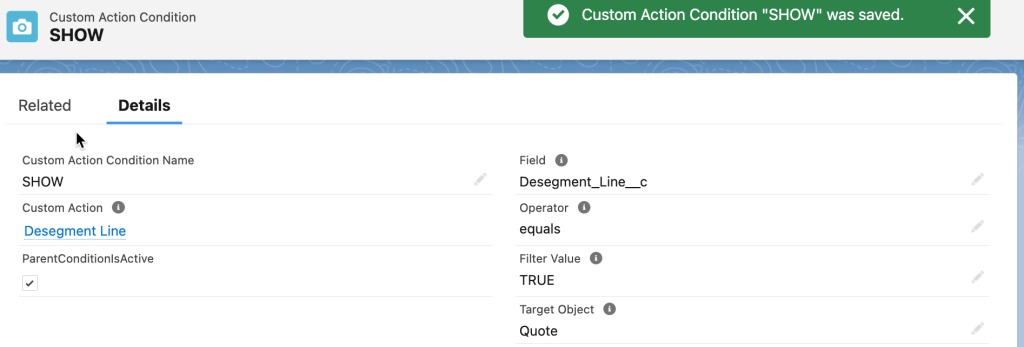 Custom Action Condition
SHOW
Custom Action Condition "SHOW" was saved.
Related
Details
Custom Action Condition Name
SHOW
Custom Action
Desegment Line
ParentConditionIsActive
Field
Desegment_Line__c
Operator
equals
Filter Value
TRUE
Target Object
Quote